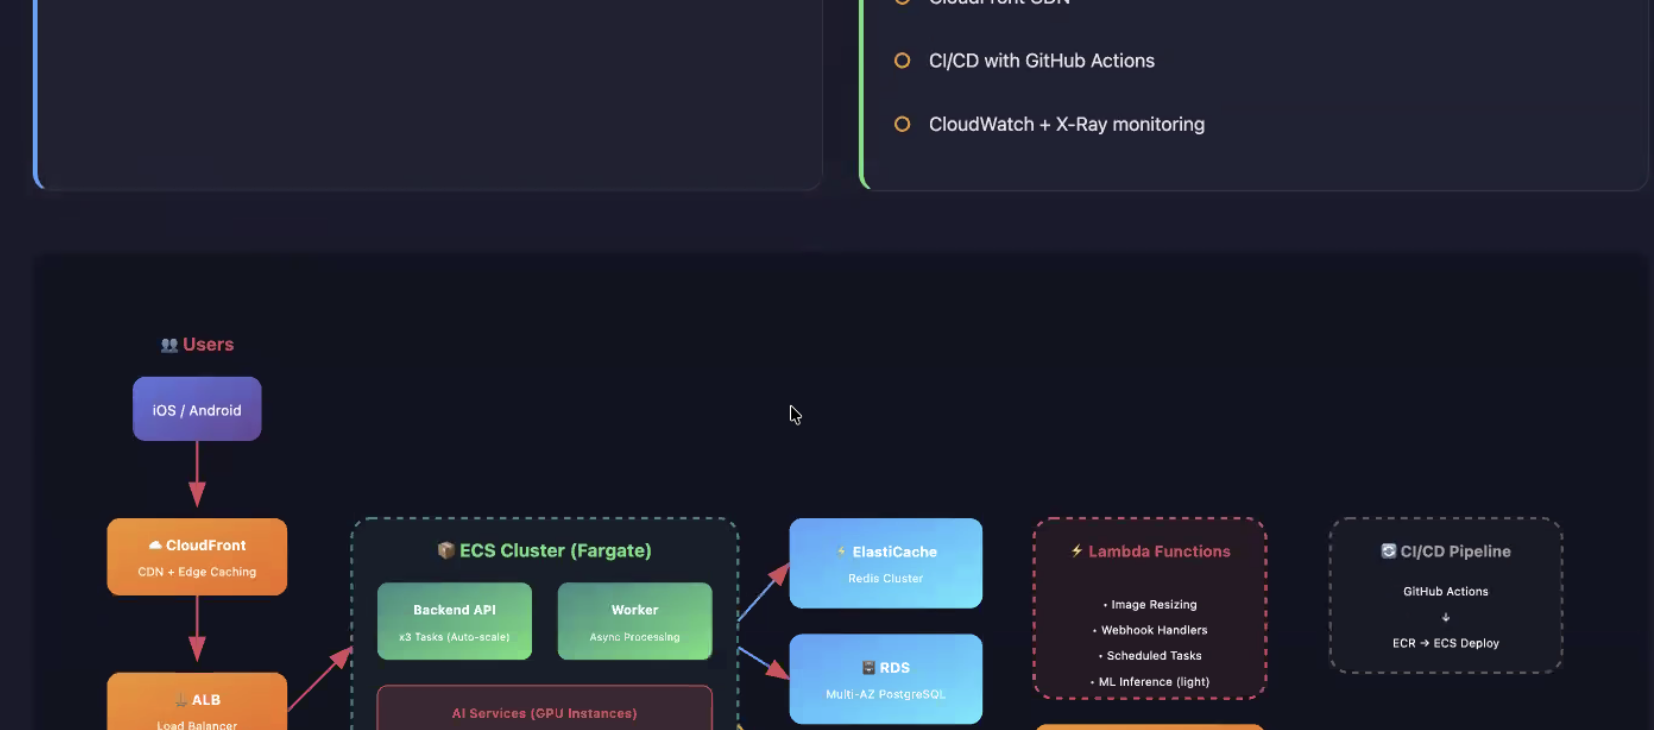 CloudFront CDN
CI/CD with GitHub Actions
CloudWatch + X-Ray monitoring
Users
iOS / Android
CloudFront
CDN + Edge Caching
ALB
Load Balancer
ECS Cluster (Fargate)
Backend API
x3 Tasks (Auto-scale)
Worker
Async Processing
AI Services (GPU Instances)
ElastiCache
Redis Cluster
RDS
Multi-AZ PostgreSQL
Lambda Functions
• Image Resizing
• Webhook Handlers
• Scheduled Tasks
• ML Inference (light)
CI/CD Pipeline
GitHub Actions
↓
ECR → ECS Deploy